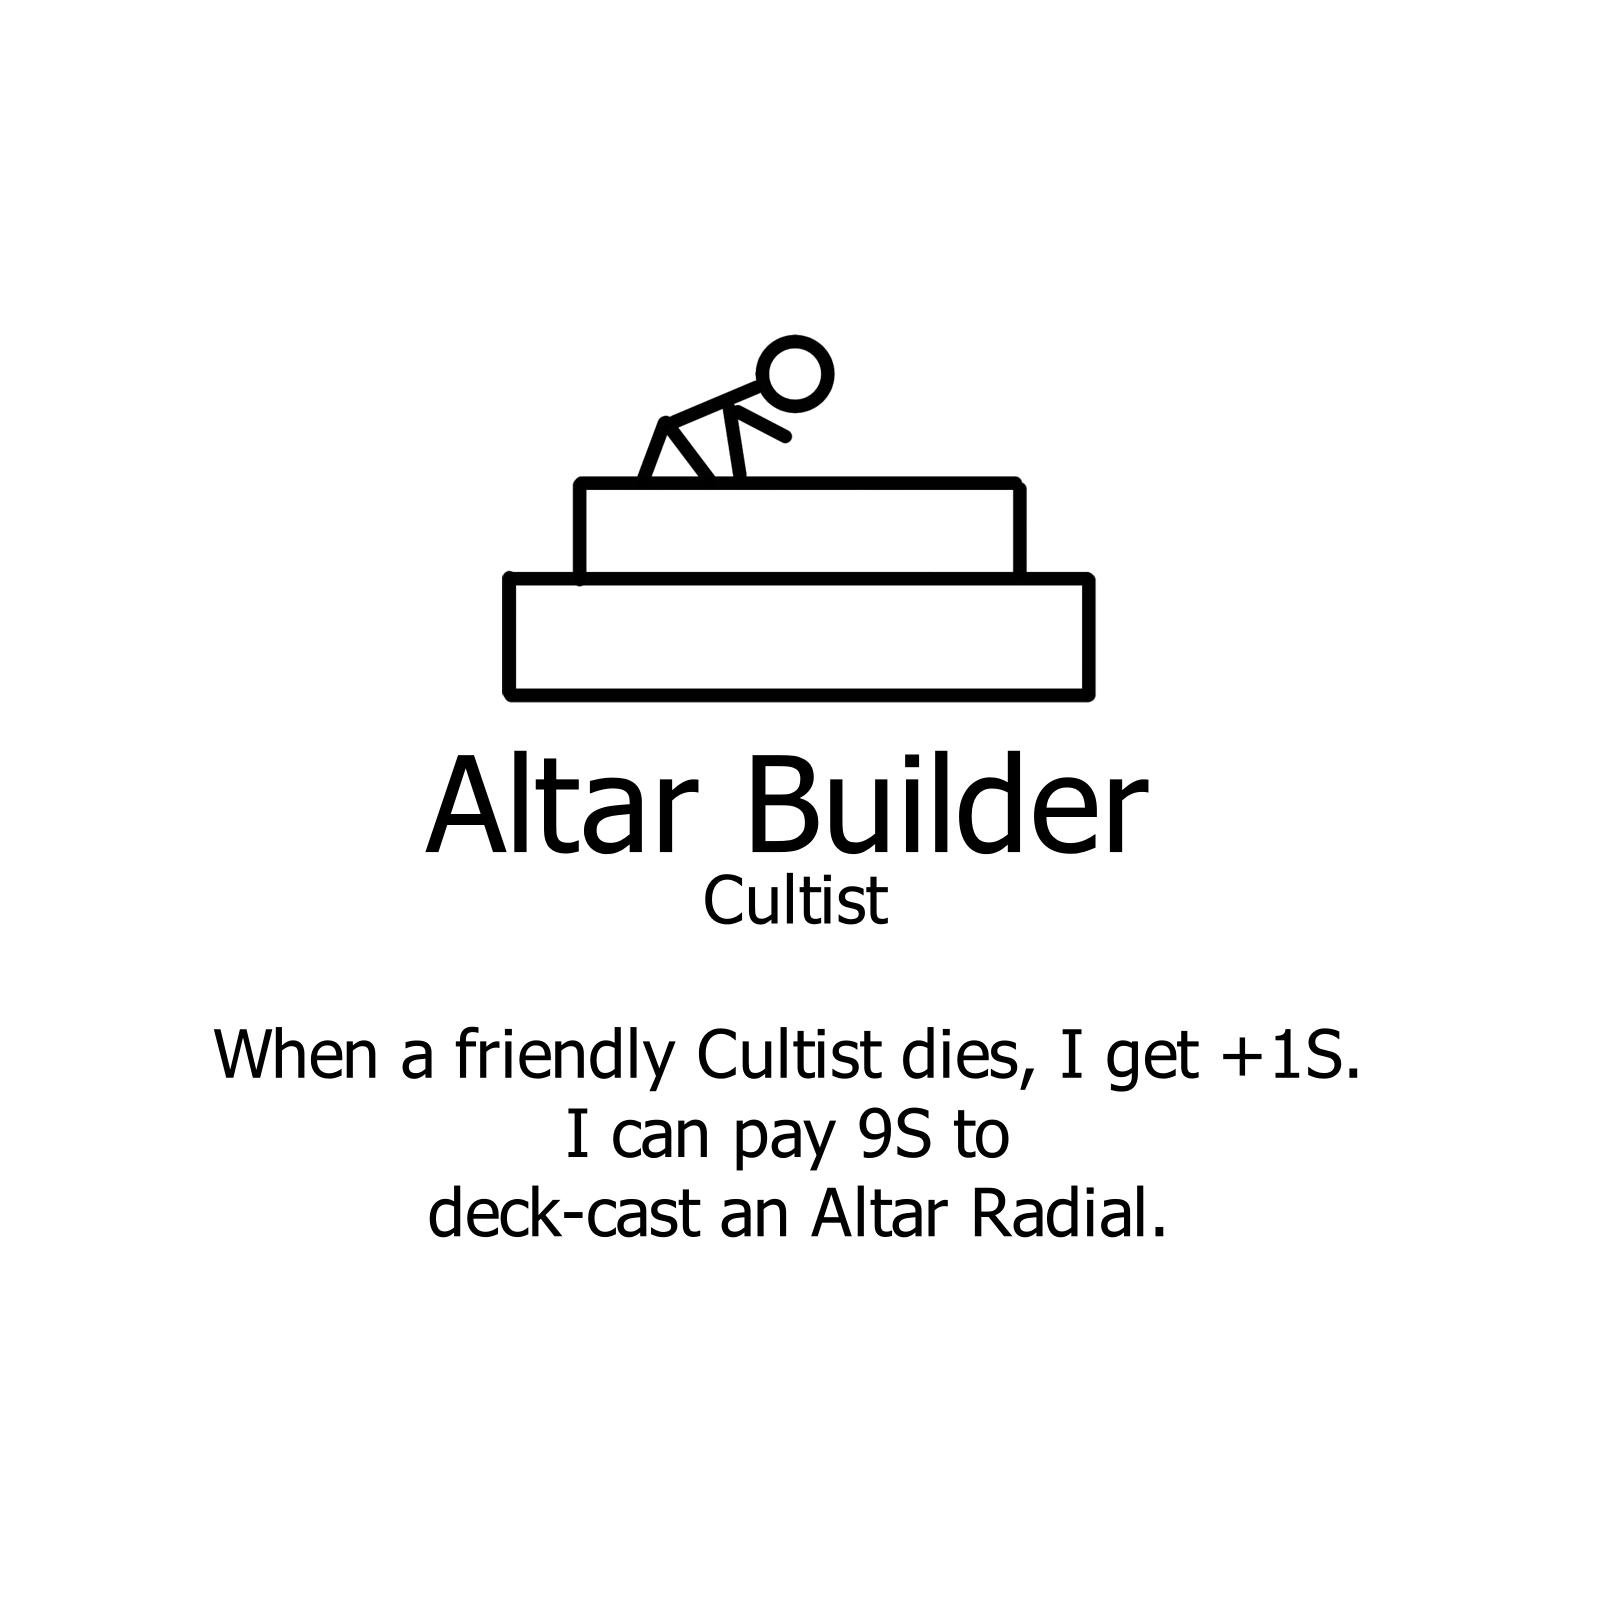 Altar Builder
Cultist
When a friendly Cultist dies, I get +1S.
I can pay 9S to
deck-cast an Altar Radial.